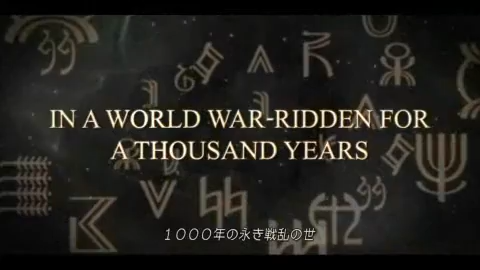 IN A WORLD WAR-RIDDEN FOR
A THOUSAND YEARS
1000年の永き戦乱の世